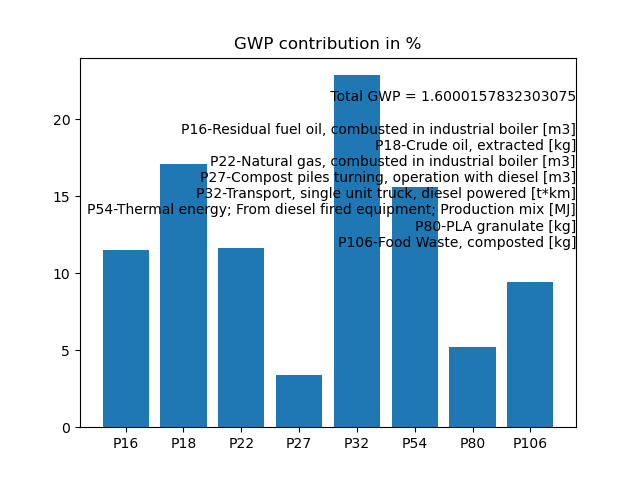 GWP contribution in %
Total GWP = 1.6000157832303075
P16-Residual fuel oil, combusted in industrial boiler [m3]
P18-Crude oil, extracted [kg]
P22-Natural gas, combusted in industrial boiler [m3]
P27-Compost piles turning, operation with diesel [m3]
P32-Transport, single unit truck, diesel powered [t*km]
P54-Thermal energy; From diesel fired equipment; Production mix [MJ]
P80-PLA granulate [kg]
P106-Food Waste, composted [kg]
20
15
10
5
0
P16 P18 P22 P27 P32 P54 P80 P106